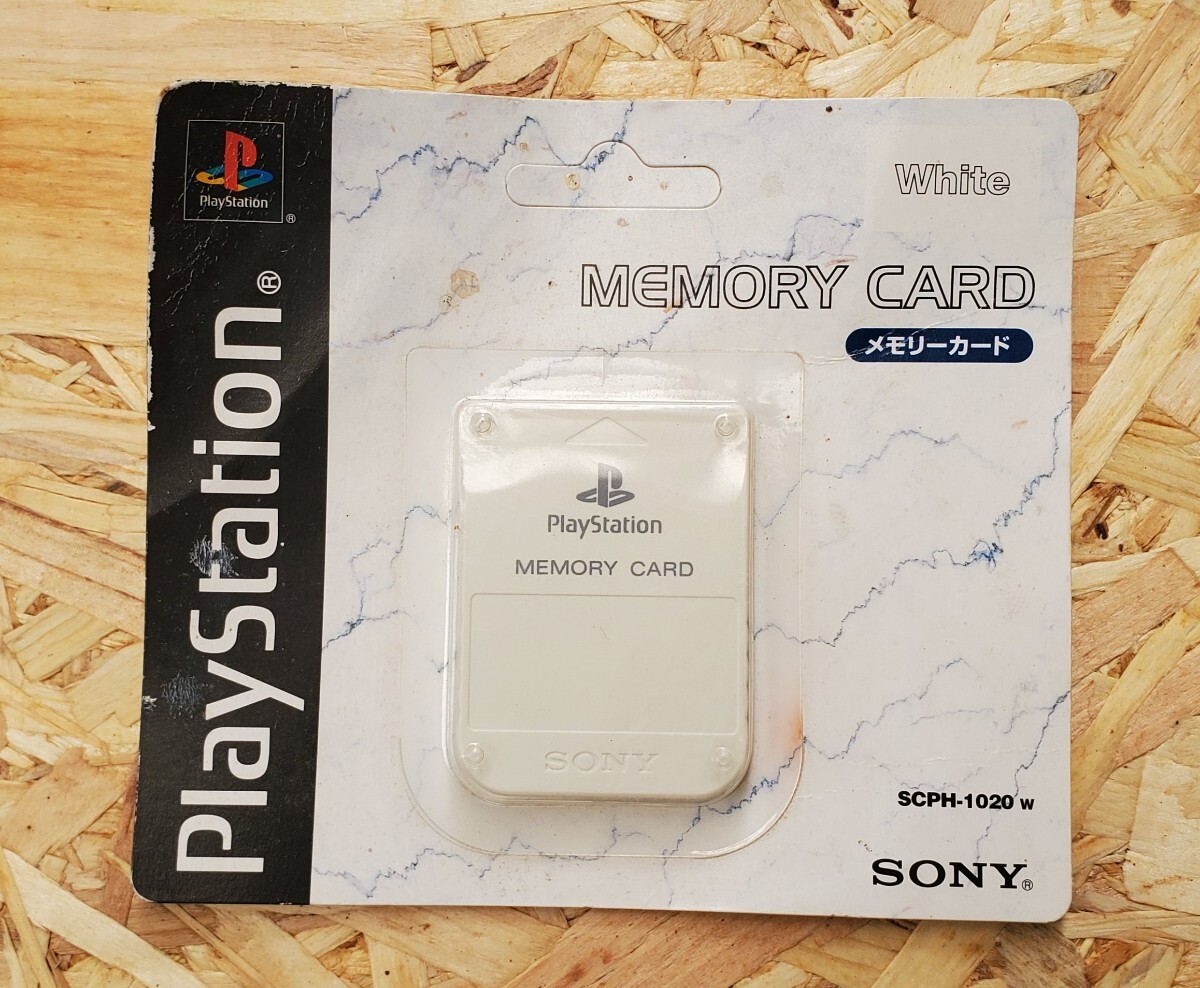 PlayStation
®
PlayStation®
White
MEMORY CARD
メモリーカード
PlayStation
MEMORY CARD
SONY
SCPH-1020 W
SONY®